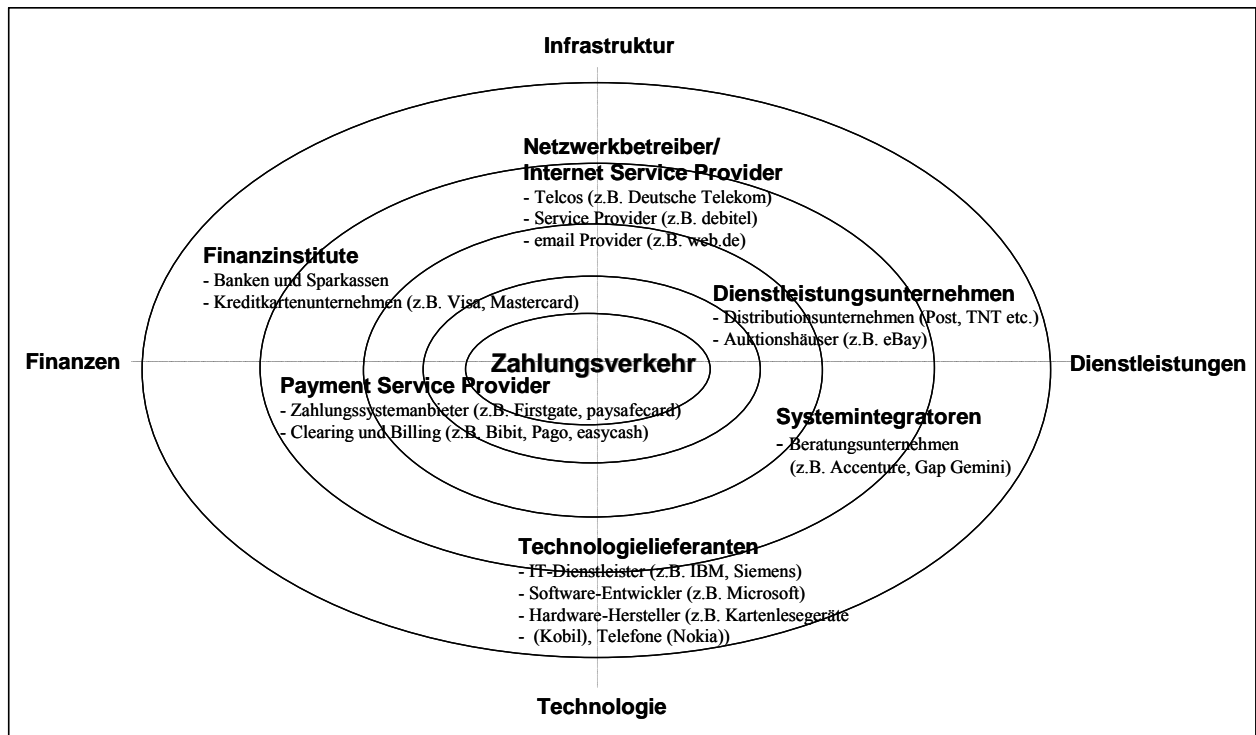 Infrastruktur
Netzwerkbetreiber/
Internet Service Provider
- Telcos (z.B. Deutsche Telekom)
- Service Provider (z.B. debitel)
- email Provider (z.B. web.de)
Finanzinstitute
- Banken und Sparkassen
- Kreditkartenunternehmen (z.B. Visa, Mastercard)
Dienstleistungsunternehmen
- Distributionsunternehmen (Post, TNT etc.)
- Auktionshäuser (z.B. eBay)
Finanzen
Zahlungsverkehr
Dienstleistungen
Payment Service Provider
- Zahlungssystemanbieter (z.B. Firstgate, paysafecard)
- Clearing und Billing (z.B. Bibit, Pago, easycash)
Systemintegratoren
- Beratungsunternehmen
(z.B. Accenture, Gap Gemini)
Technologielieferanten
- IT-Dienstleister (z.B. IBM, Siemens)
- Software-Entwickler (z.B. Microsoft)
- Hardware-Hersteller (z.B. Kartenlesegeräte
- (Kobil), Telefone (Nokia))
Technologie